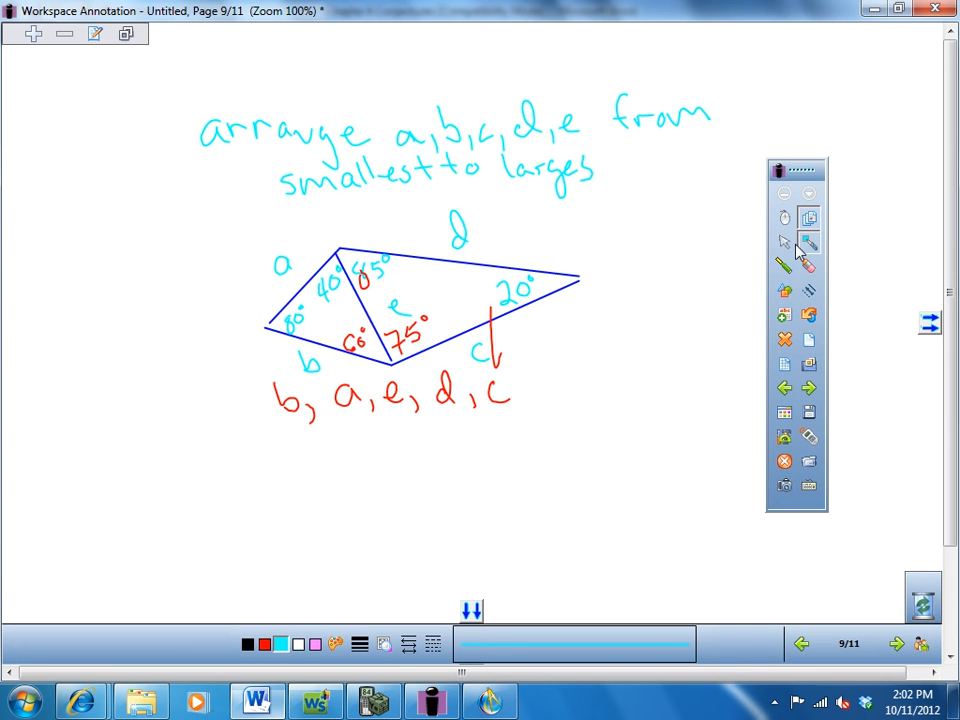 Workspace Annotation - Untitled, Page 9/11 (Zoom 100%) *
arrange a,b,c,d,e from
smallest to larges
d
a
40°
85°
80°
e
20°
60°
75°
b
c
b, a, e, d, c
9/11
2:02 PM
10/11/2012